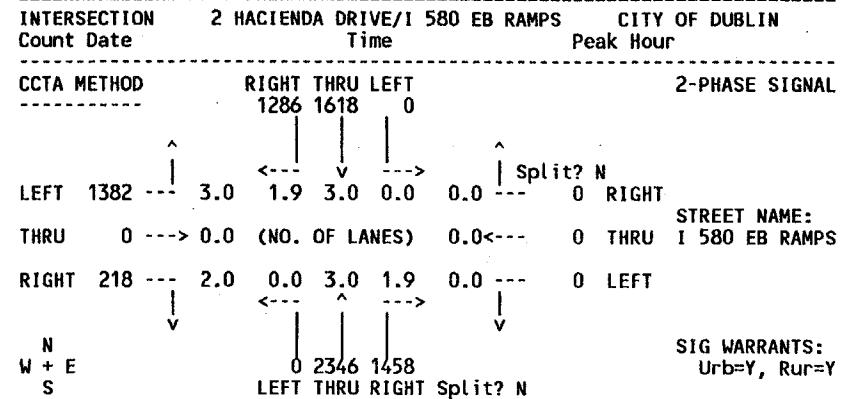 INTERSECTION 2 HACIENDA DRIVE/I 580 EB RAMPS CITY OF DUBLIN
Count Date Time Peak Hour
CCTA METHOD RIGHT THRU LEFT 2-PHASE SIGNAL
----------- 1286 1618 0
^ ^
<--- v ---> Split? N
LEFT 1382 --- 3.0 1.9 3.0 0.0 0.0 --- 0 RIGHT
STREET NAME:
THRU 0 ---> 0.0 (NO. OF LANES) 0.0<--- 0 THRU I 580 EB RAMPS
RIGHT 218 --- 2.0 0.0 3.0 1.9 0.0 --- 0 LEFT
<--- ^ --->
v v
N SIG WARRANTS:
W + E 0 2346 1458 Urb=Y, Rur=Y
S LEFT THRU RIGHT Split? N